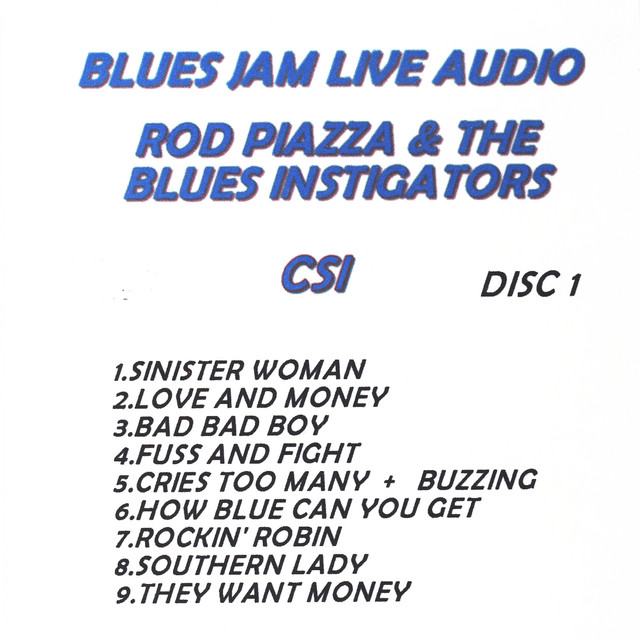 BLUES JAM LIVE AUDIO
ROD PIAZZA & THE
BLUES INSTIGATORS
CSI
DISC 1
1.SINISTER WOMAN
2.LOVE AND MONEY
3.BAD BAD BOY
4.FUSS AND FIGHT
5.CRIES TOO MANY + BUZZING
6.HOW BLUE CAN YOU GET
7.ROCKIN' ROBIN
8.SOUTHERN LADY
9.THEY WANT MONEY